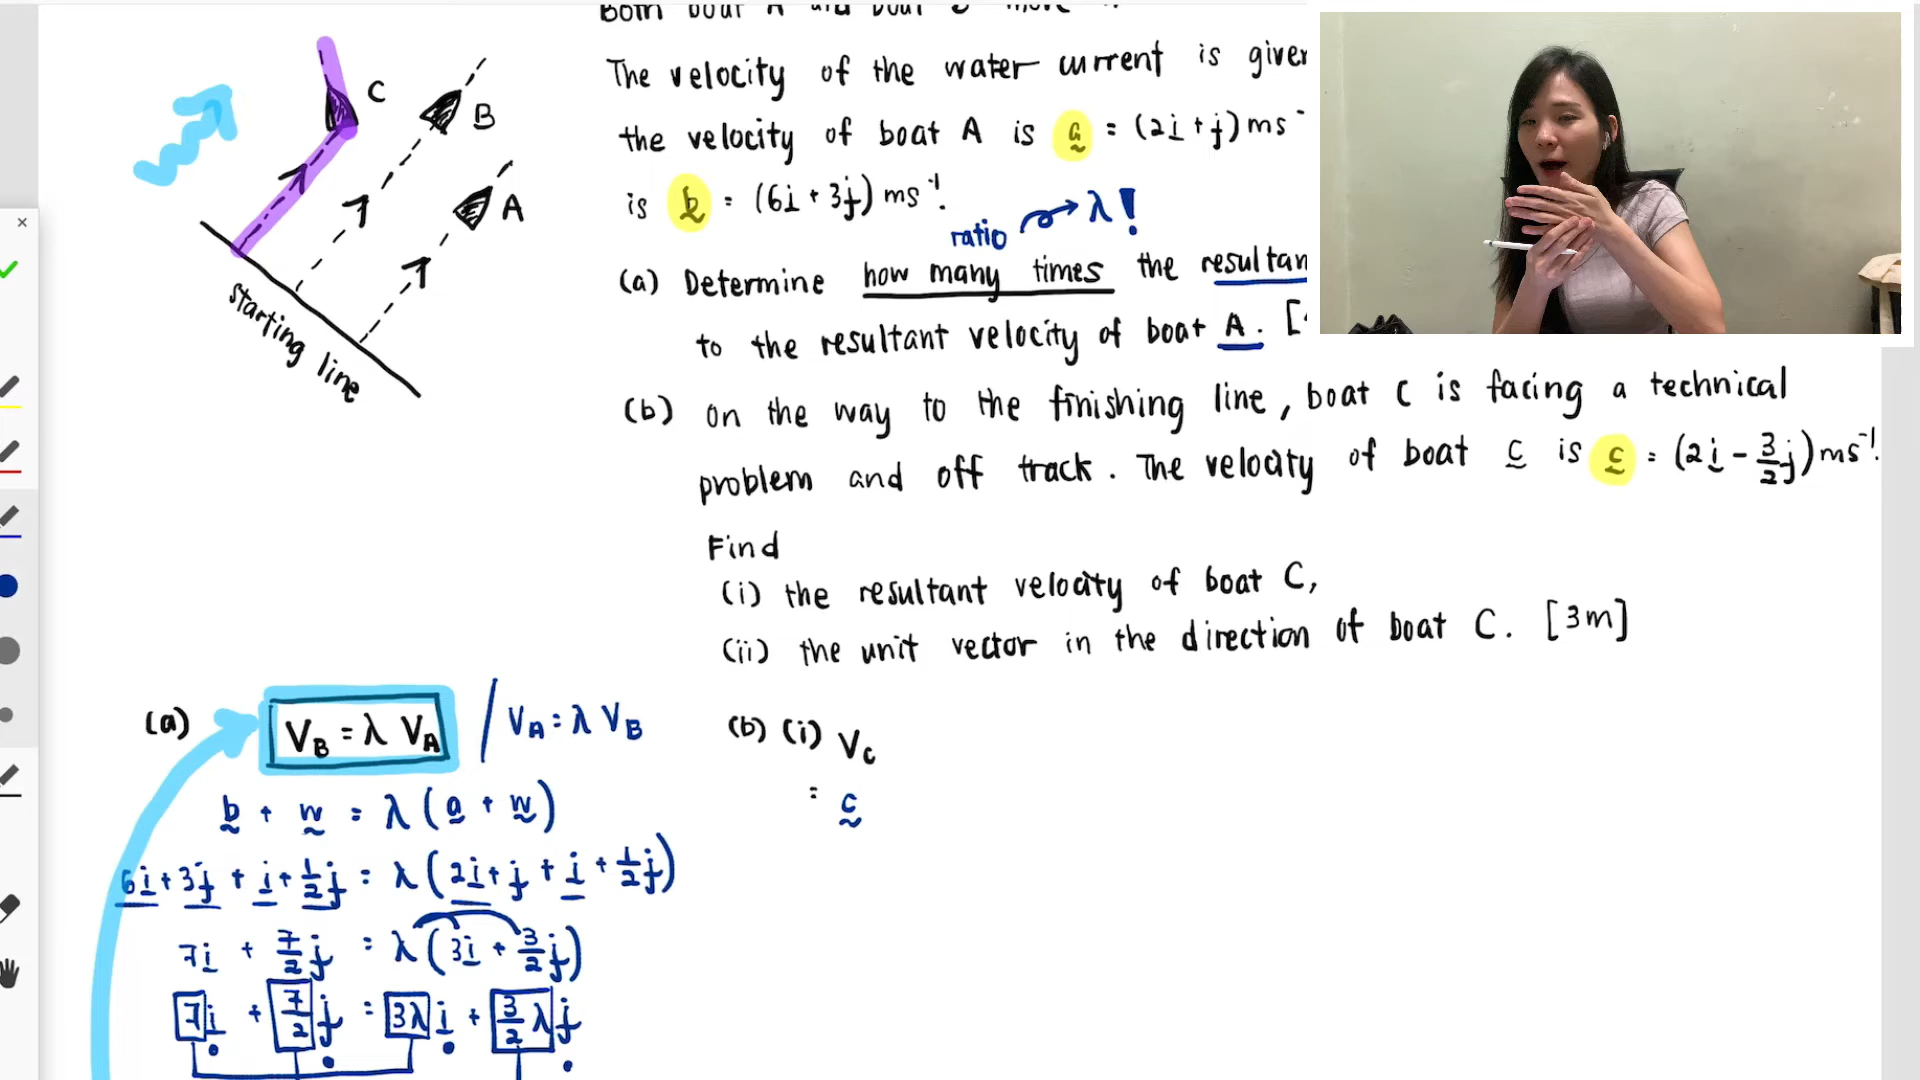 The velocity of the water current is given
the velocity of boat A is a = (2i + j) ms⁻
is b = (6i + 3j) ms⁻¹.
ratio → λ!
(a) Determine how many times the resultan
to the resultant velocity of boat A. [
(b) on the way to the finishing line, boat C is facing a technical
problem and off track. The velocity of boat c is c = (2i - 3/2 j) ms⁻¹.
Find
(i) the resultant velocity of boat C,
(ii) the unit vector in the direction of boat C. [3m]
C
B
A
starting line
(a) V_B = λ V_A / V_A = λ V_B
b + w = λ (a + w)
6i + 3j + i + 1/2 j = λ (2i + j + i + 1/2 j)
7i + 7/2 j = λ (3i + 3/2 j)
7i + 7/2 j = 3λ i + 3/2 λ j
(b) (i) V_C
= c